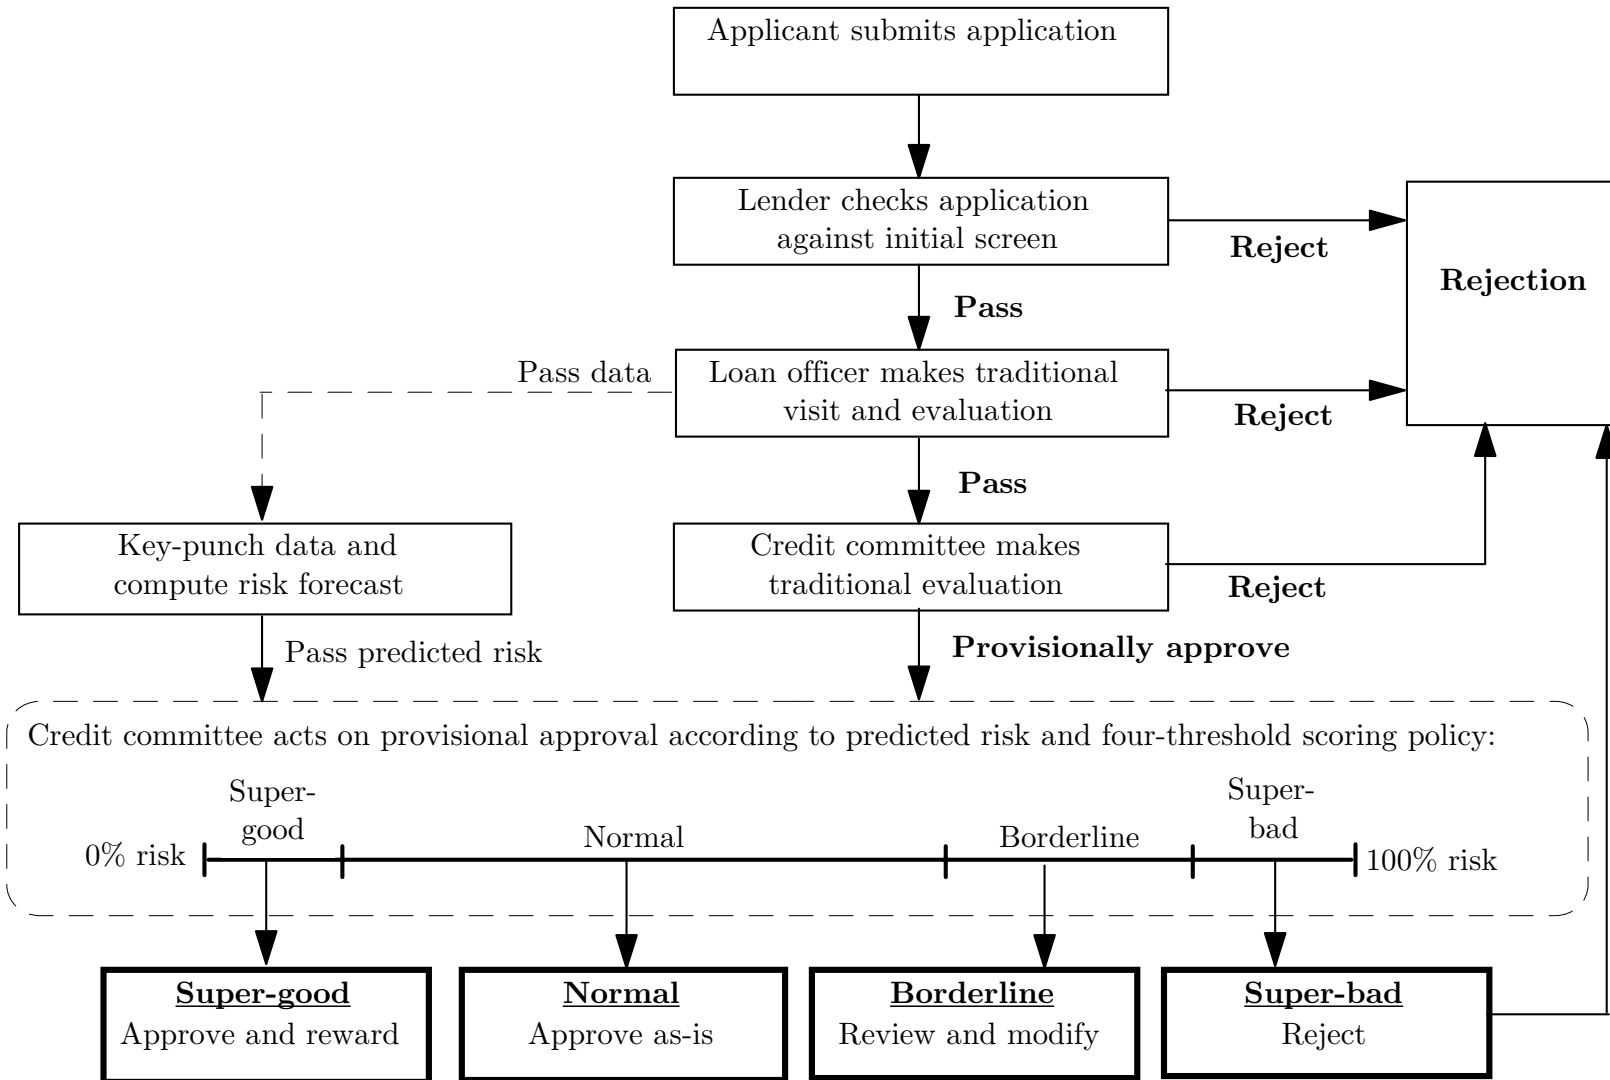 Applicant submits application
Lender checks application
against initial screen
Reject
Rejection
Pass
Pass data
Loan officer makes traditional
visit and evaluation
Reject
Pass
Key-punch data and
compute risk forecast
Credit committee makes
traditional evaluation
Reject
Pass predicted risk
Provisionally approve
Credit committee acts on provisional approval according to predicted risk and four-threshold scoring policy:
Super-
good
Normal
Borderline
Super-
bad
0% risk
100% risk
Super-good
Approve and reward
Normal
Approve as-is
Borderline
Review and modify
Super-bad
Reject